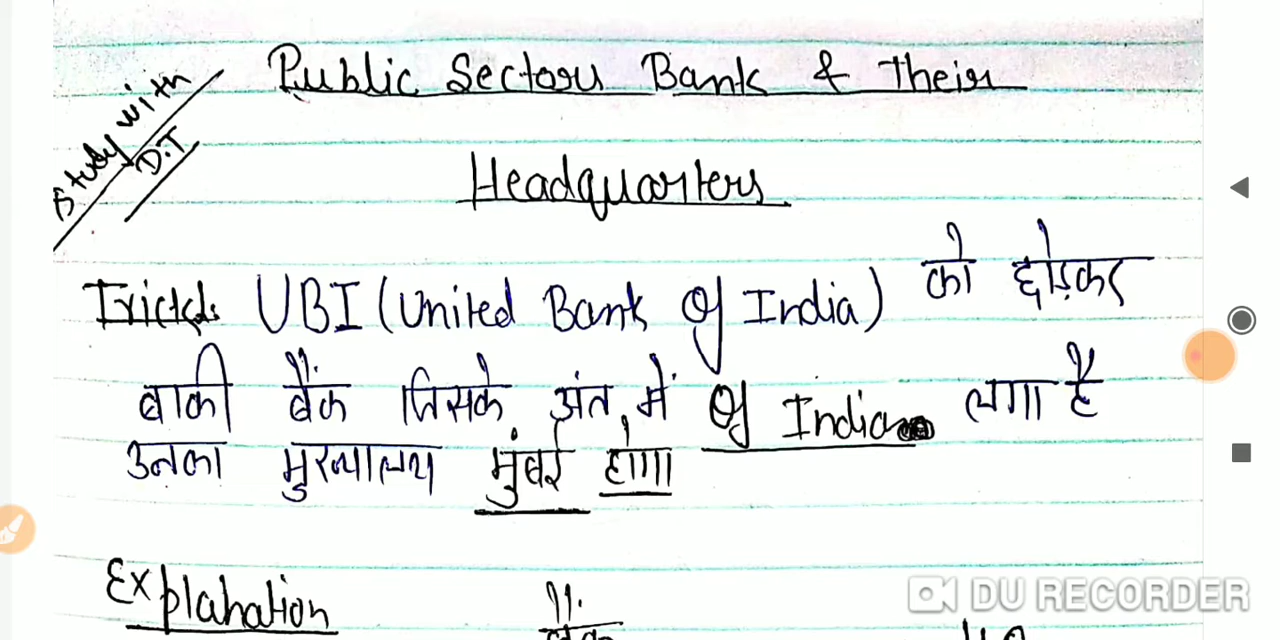 Study with
D.T
Public Sector Bank & Their
Headquarters
Trick:- UBI (United Bank Of India) को छोड़कर
बाकी बैंक जिसके अंत में Of India लगा है
उनका मुख्यालय मुंबई होगा
Explanation
DU RECORDER